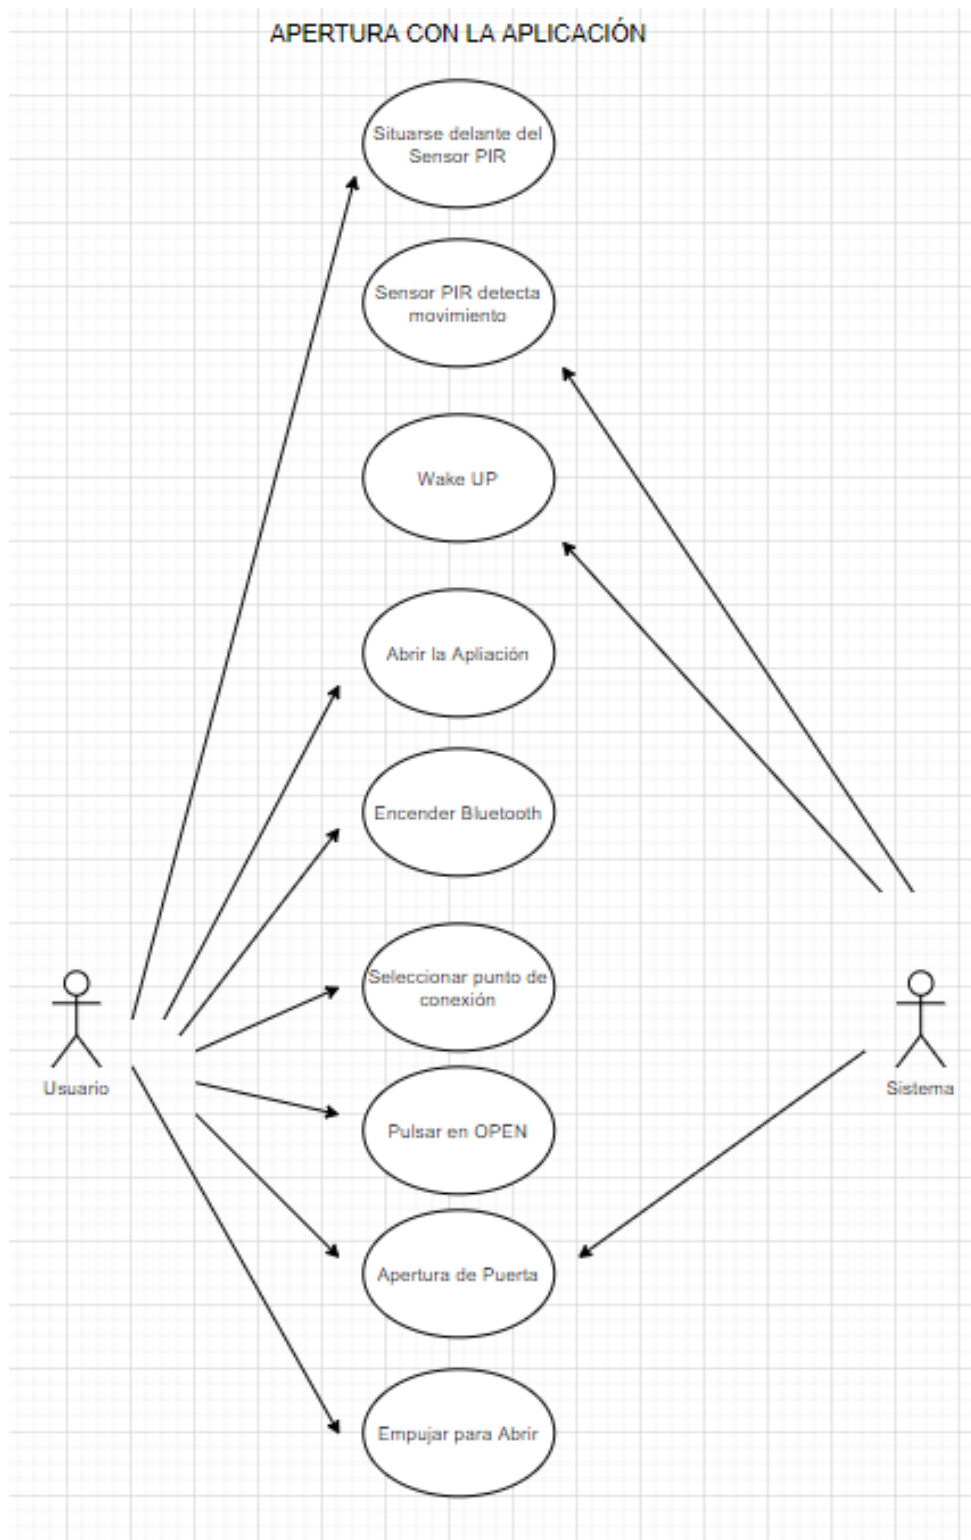 APERTURA CON LA APLICACIÓN
Situarse delante del
Sensor PIR
Sensor PIR detecta
movimiento
Wake UP
Abrir la Apliación
Encender Bluetooth
Seleccionar punto de
conexión
Usuario
Sistema
Pulsar en OPEN
Apertura de Puerta
Empujar para Abrir